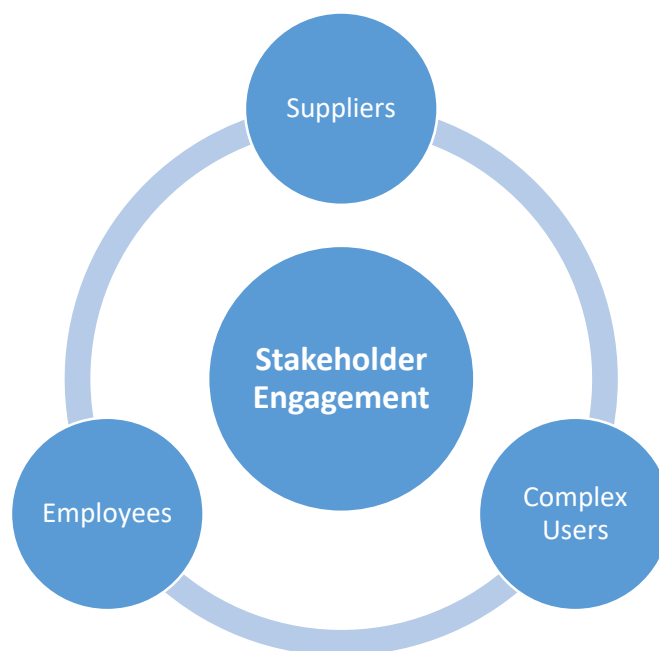 Suppliers
Stakeholder
Engagement
Employees
Complex
Users